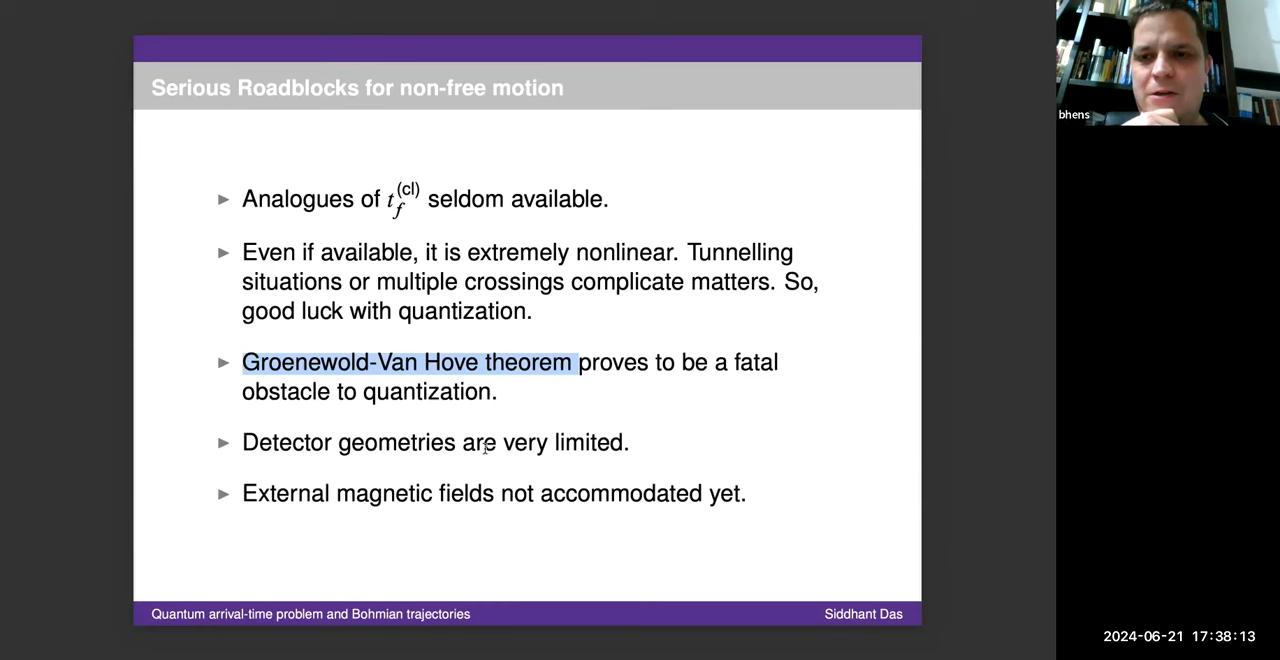 Serious Roadblocks for non-free motion
bhens
▶ Analogues of t_f^(cl) seldom available.
▶ Even if available, it is extremely nonlinear. Tunnelling
situations or multiple crossings complicate matters. So,
good luck with quantization.
▶ Groenewold-Van Hove theorem proves to be a fatal
obstacle to quantization.
▶ Detector geometries are very limited.
▶ External magnetic fields not accommodated yet.
Quantum arrival-time problem and Bohmian trajectories
Siddhant Das
2024-06-21 17:38:13